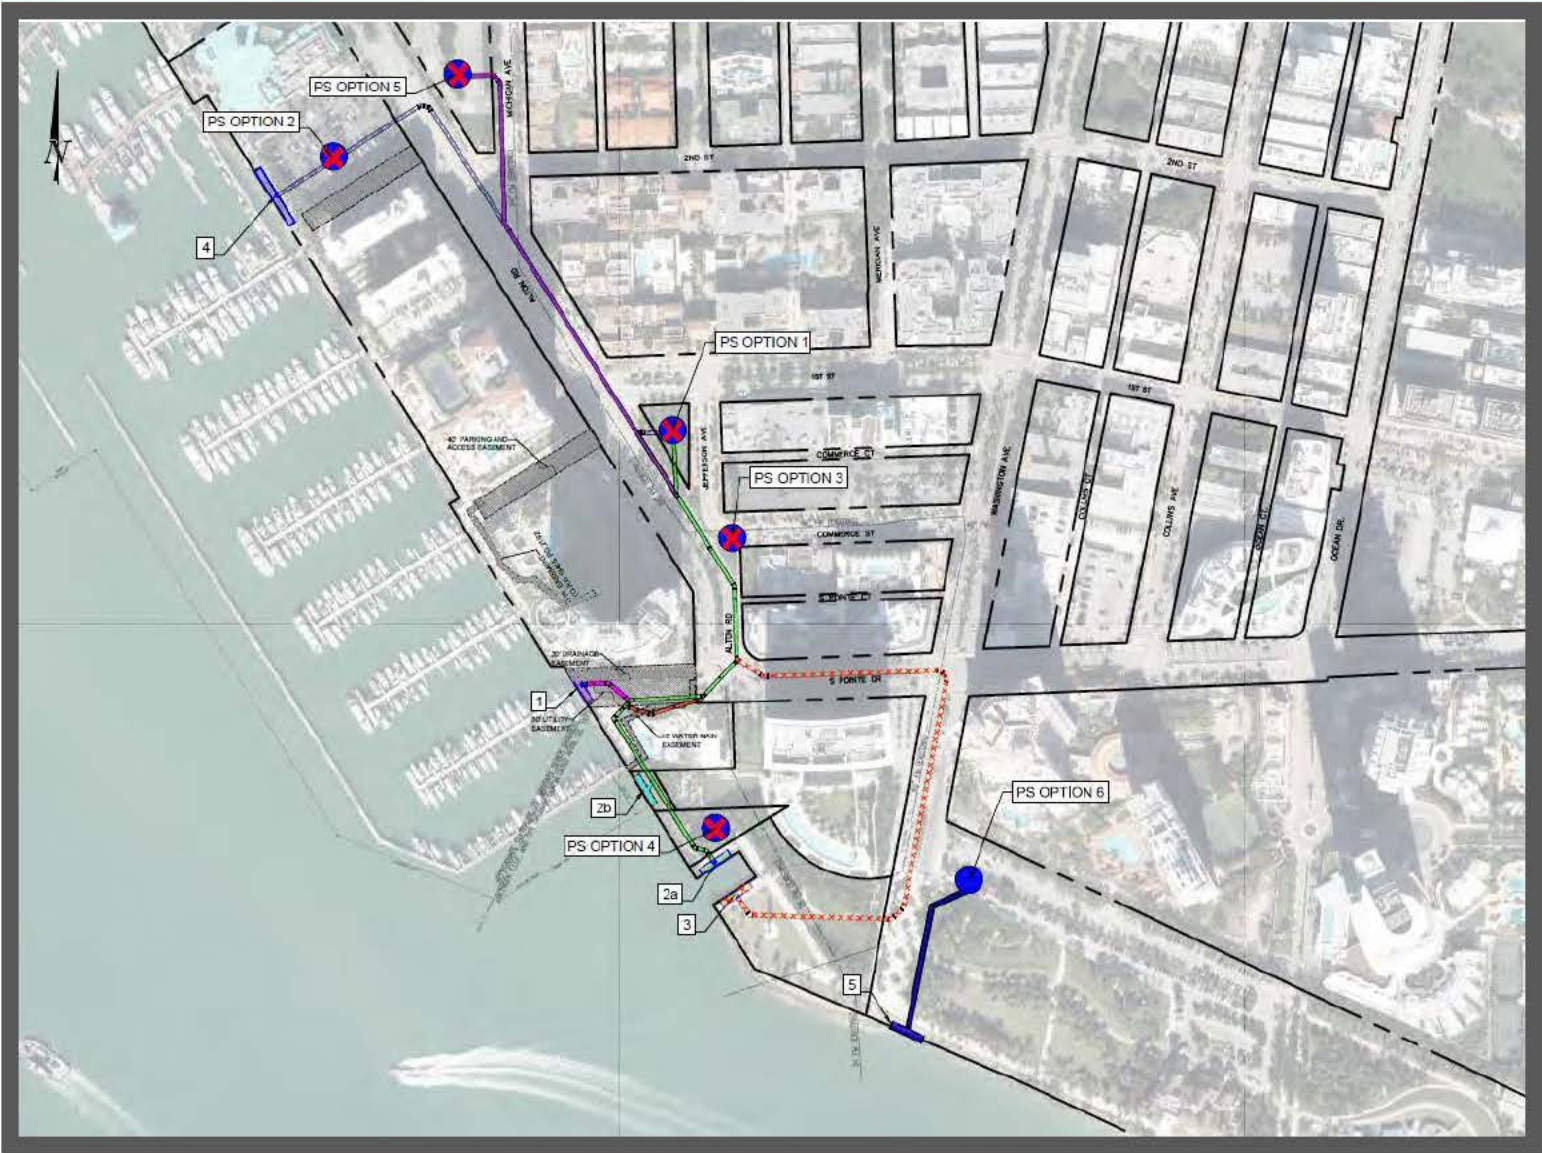 PS OPTION 5
MICHIGAN AVE
PS OPTION 2
N
2ND ST
2ND ST
4
ALTON RD
MERIDIAN AVE
PS OPTION 1
1ST ST
1ST ST
40' PARKING AND
ACCESS EASEMENT
JEFFERSON AVE
COMMERCE CT
PS OPTION 3
WASHINGTON AVE
COLLINS CT
COLLINS AVE
OCEAN CT.
OCEAN DR.
COMMERCE ST
S POINTE CT
ALTON RD
20' DRAINAGE
EASEMENT
S POINTE DR
1
50' UTILITY
EASEMENT
WATER MAIN
EASEMENT
2b
PS OPTION 6
PS OPTION 4
2a
3
5